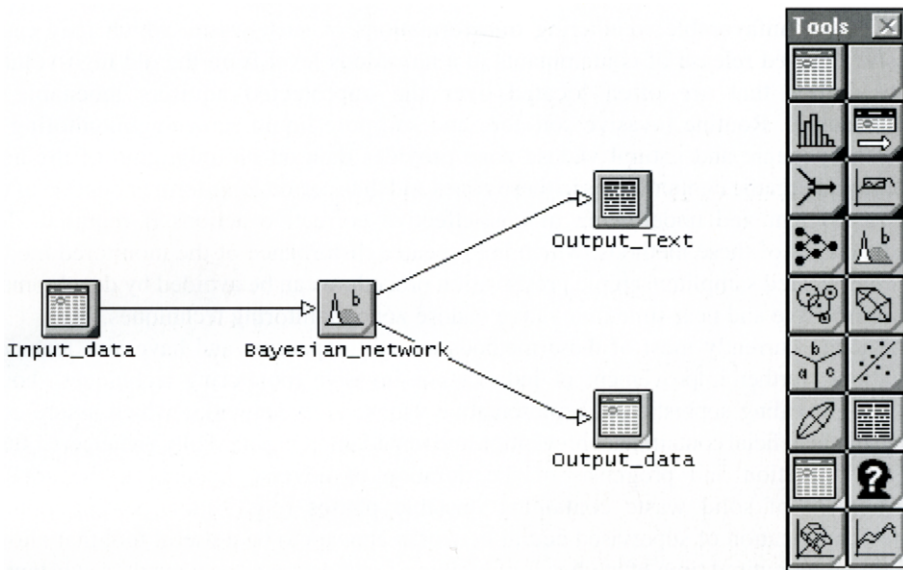 Tools
Output_Text
Input_data
Bayesian_network
Output_data
b
b
b
a
c
?